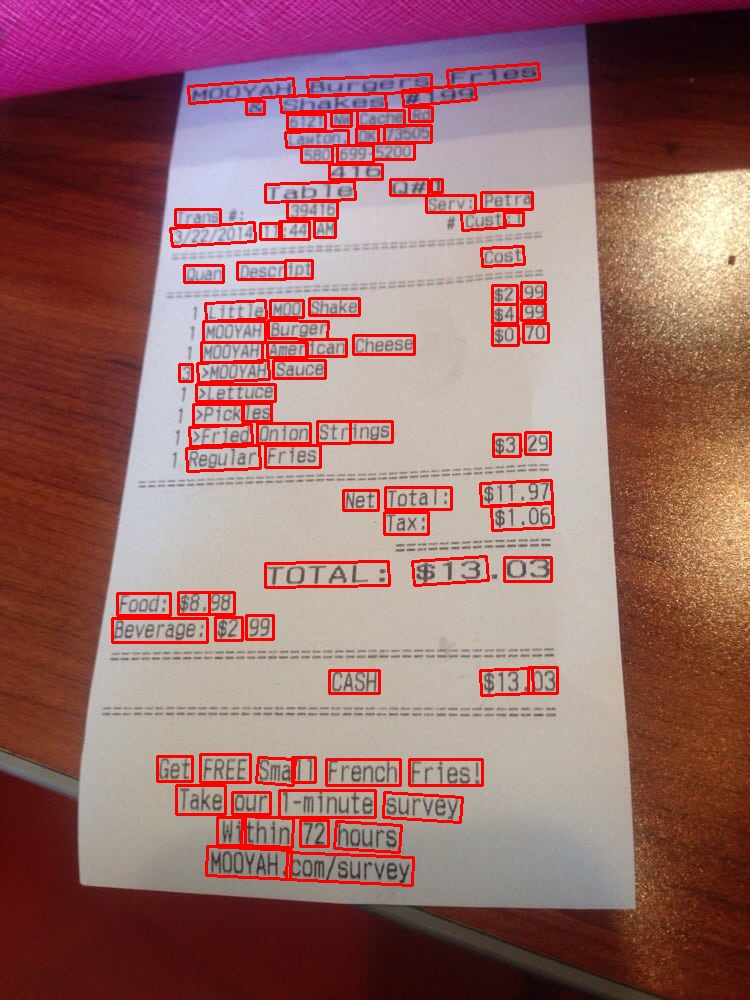 MOOYAH Burgers Fries
& Shakes #199
6121 NW Cache Rd
Lawton, OK 73505
580-699-5200
416
Table Q#1
Trans #: 39416 Serv: Petra
3/22/2014 11:44 AM # Cust: 1
Quan Descript Cost
1 Little MOO Shake $2.99
1 MOOYAH Burger $4.99
1 MOOYAH American Cheese $0.70
3 >MOOYAH Sauce
1 >Lettuce
1 >Pickles
1 >Fried Onion Strings
1 Regular Fries $3.29
Net Total: $11.97
Tax: $1.06
TOTAL: $13.03
Food: $8.98
Beverage: $2.99
CASH $13.03
Get FREE Small French Fries!
Take our 1-minute survey
Within 72 hours
MOOYAH.com/survey